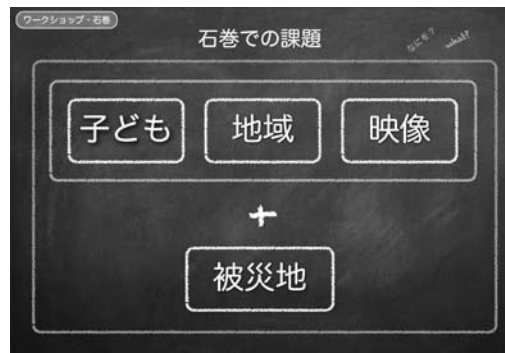 ワークショップ・石巻
石巻での課題
なにを？
what?
子ども
地域
映像
+
被災地